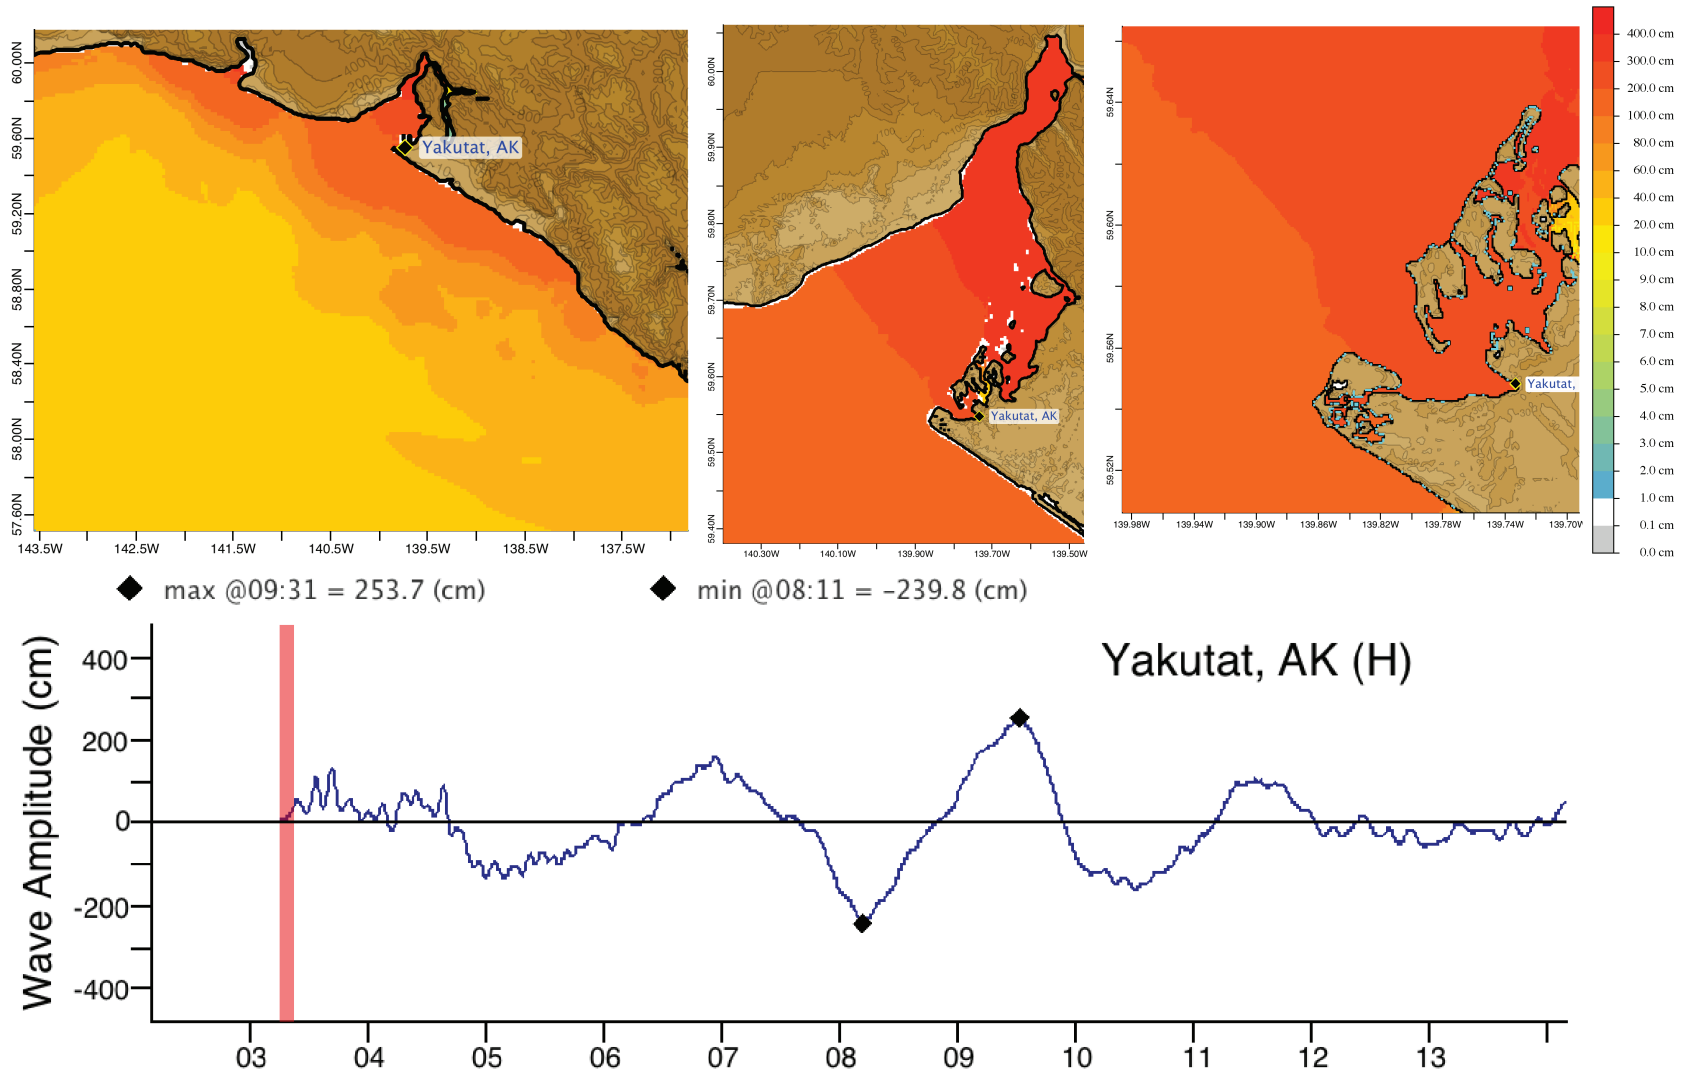 60.00N
59.60N
59.20N
58.80N
58.40N
58.00N
57.60N
143.5W 142.5W 141.5W 140.5W 139.5W 138.5W 137.5W
Yakutat, AK
60.00N
59.90N
59.80N
59.70N
59.60N
59.50N
59.40N
140.30W 140.10W 139.90W 139.70W 139.50W
Yakutat, AK
59.64N
59.60N
59.56N
59.52N
139.98W 139.94W 139.90W 139.86W 139.82W 139.78W 139.74W 139.70W
Yakutat,
400.0 cm
300.0 cm
200.0 cm
100.0 cm
80.0 cm
60.0 cm
40.0 cm
20.0 cm
10.0 cm
9.0 cm
8.0 cm
7.0 cm
6.0 cm
5.0 cm
4.0 cm
3.0 cm
2.0 cm
1.0 cm
0.1 cm
0.0 cm
max @09:31 = 253.7 (cm)
min @08:11 = -239.8 (cm)
Yakutat, AK (H)
Wave Amplitude (cm)
400
200
0
-200
-400
03 04 05 06 07 08 09 10 11 12 13